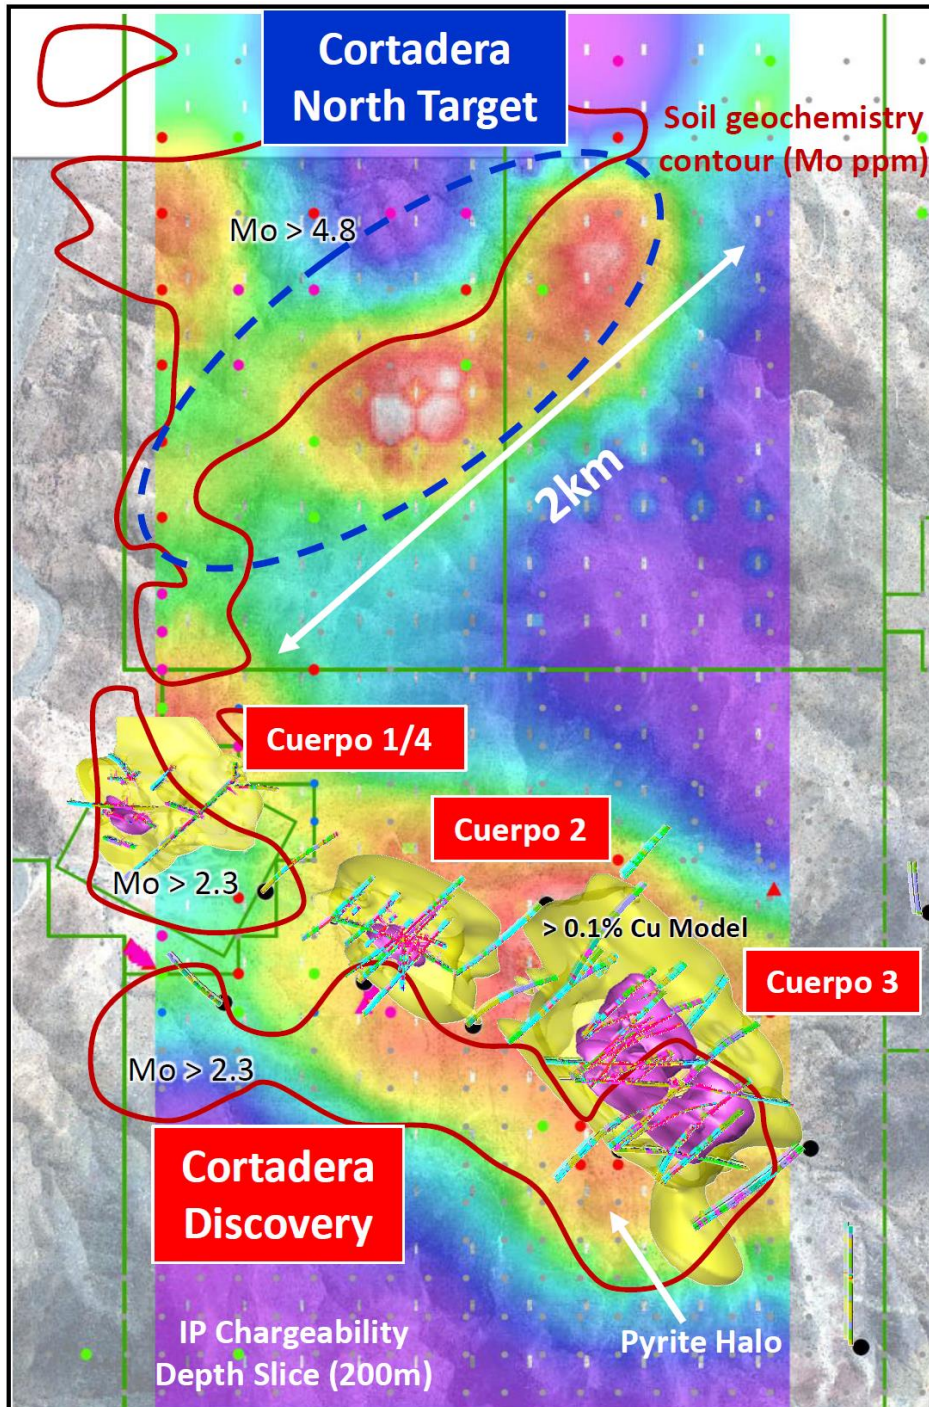 Cortadera
North Target
Soil geochemistry
contour (Mo ppm)
Mo > 4.8
2km
Cuerpo 1/4
Cuerpo 2
Mo > 2.3
> 0.1% Cu Model
Cuerpo 3
Mo > 2.3
Cortadera
Discovery
IP Chargeability
Depth Slice (200m)
Pyrite Halo